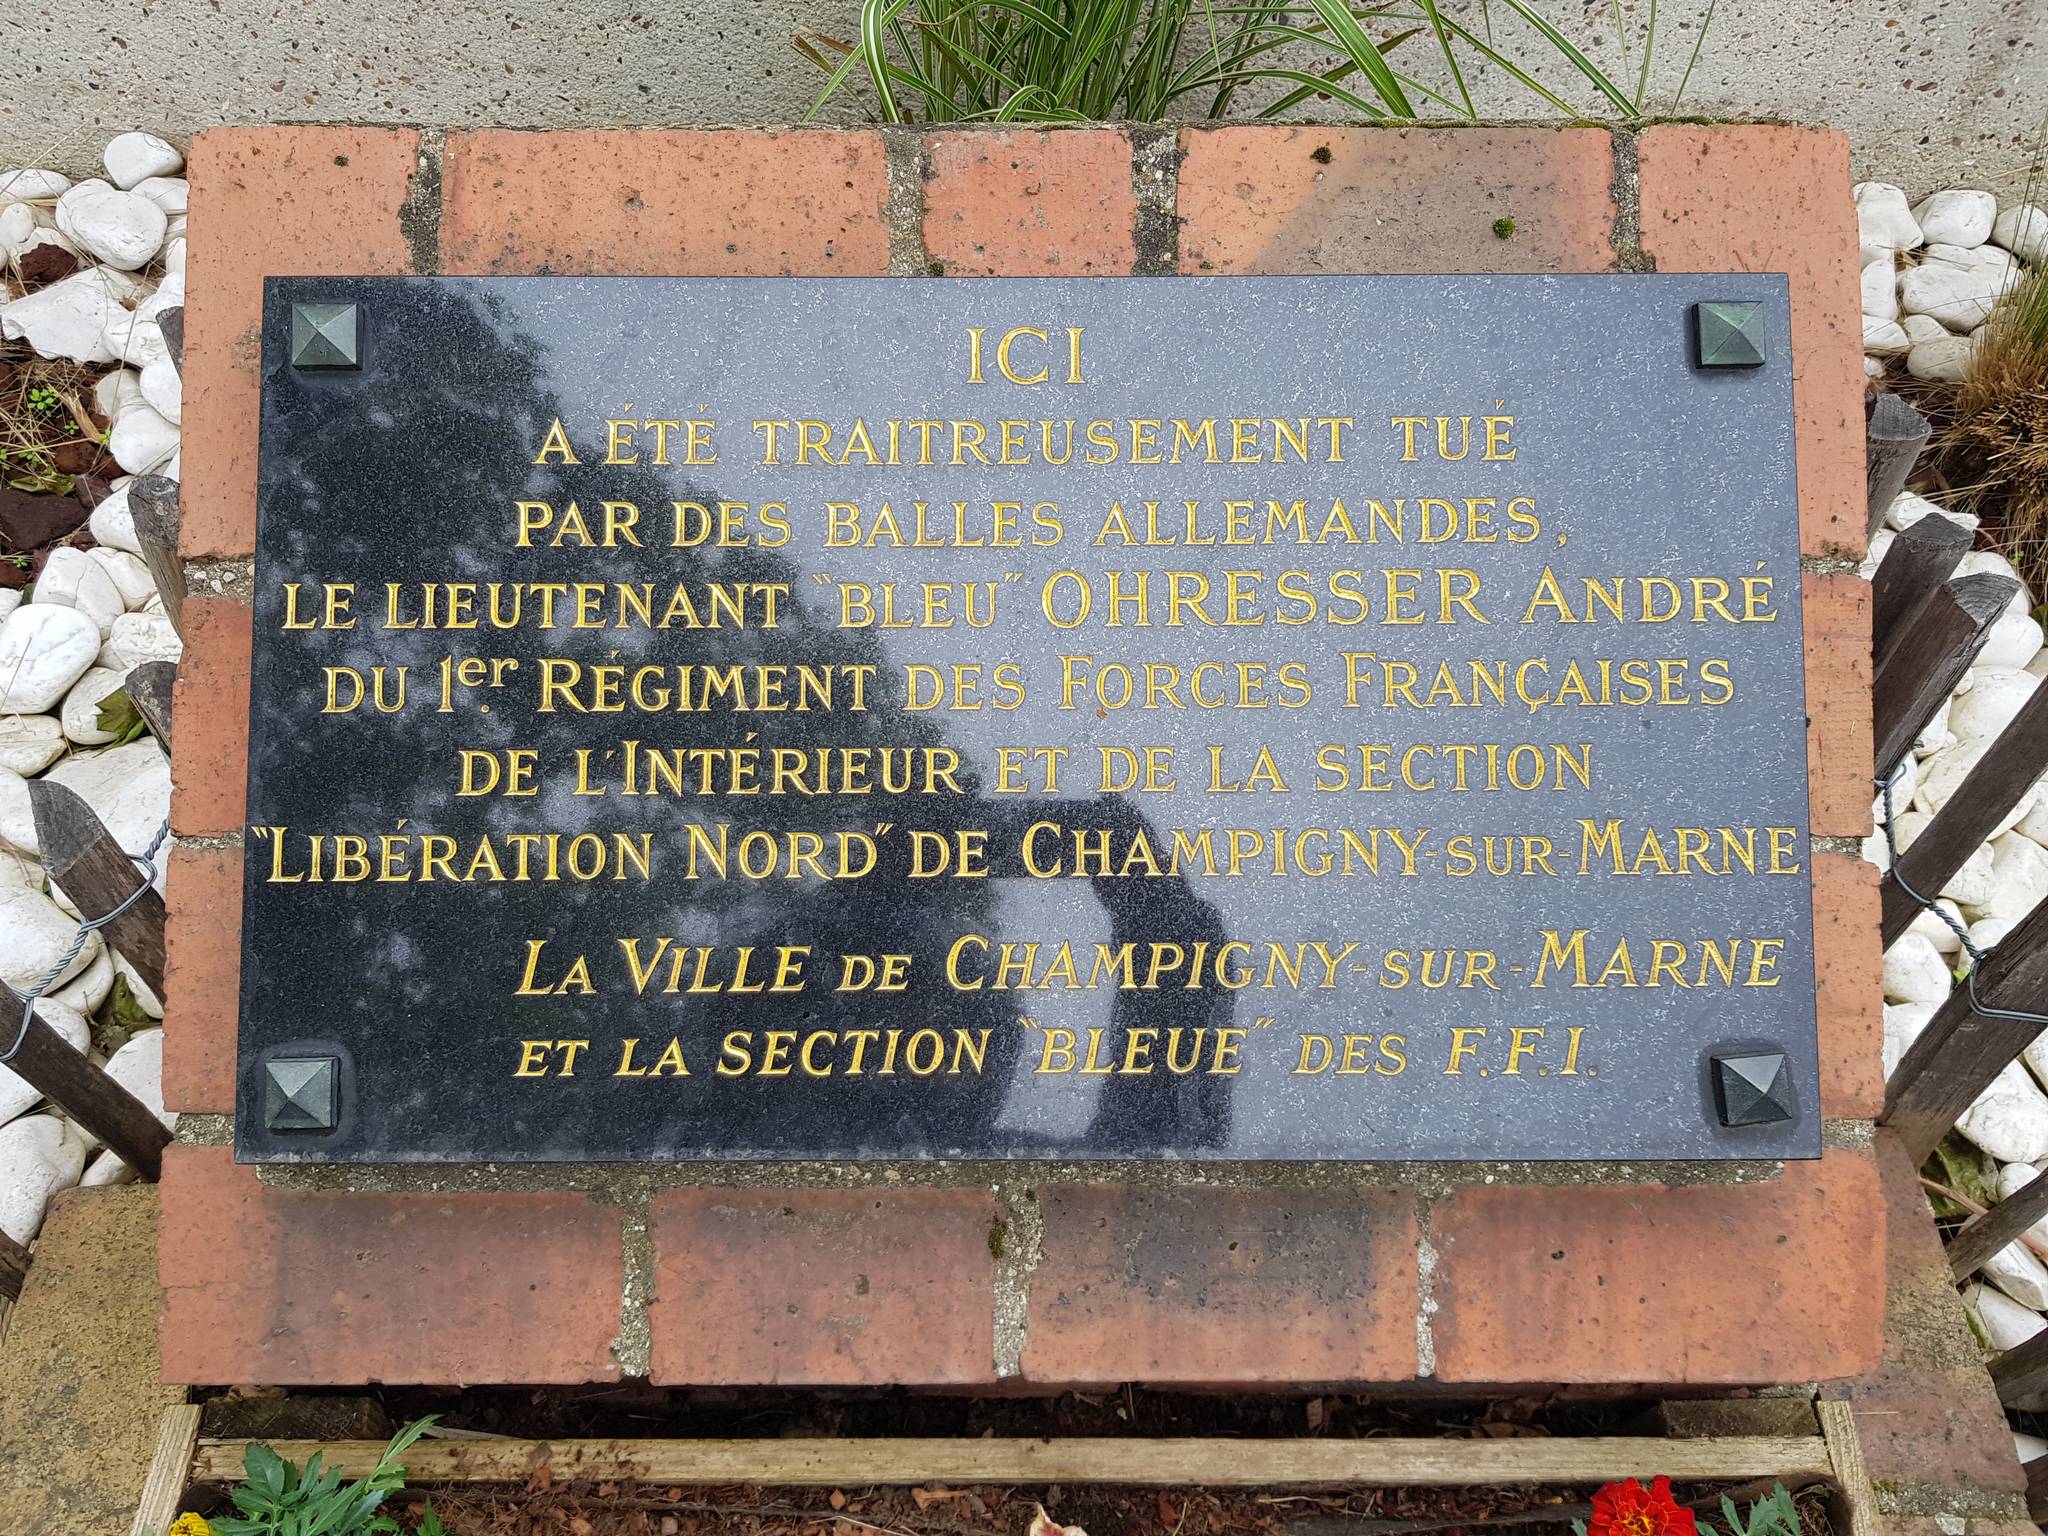 ICI
A ÉTÉ TRAITREUSEMENT TUÉ
PAR DES BALLES ALLEMANDES,
LE LIEUTENANT "BLEU" OHRESSER ANDRÉ
DU 1er RÉGIMENT DES FORCES FRANÇAISES
DE L'INTÉRIEUR ET DE LA SECTION
"LIBÉRATION NORD" DE CHAMPIGNY-SUR-MARNE
LA VILLE DE CHAMPIGNY-SUR-MARNE
ET LA SECTION "BLEUE" DES F.F.I.